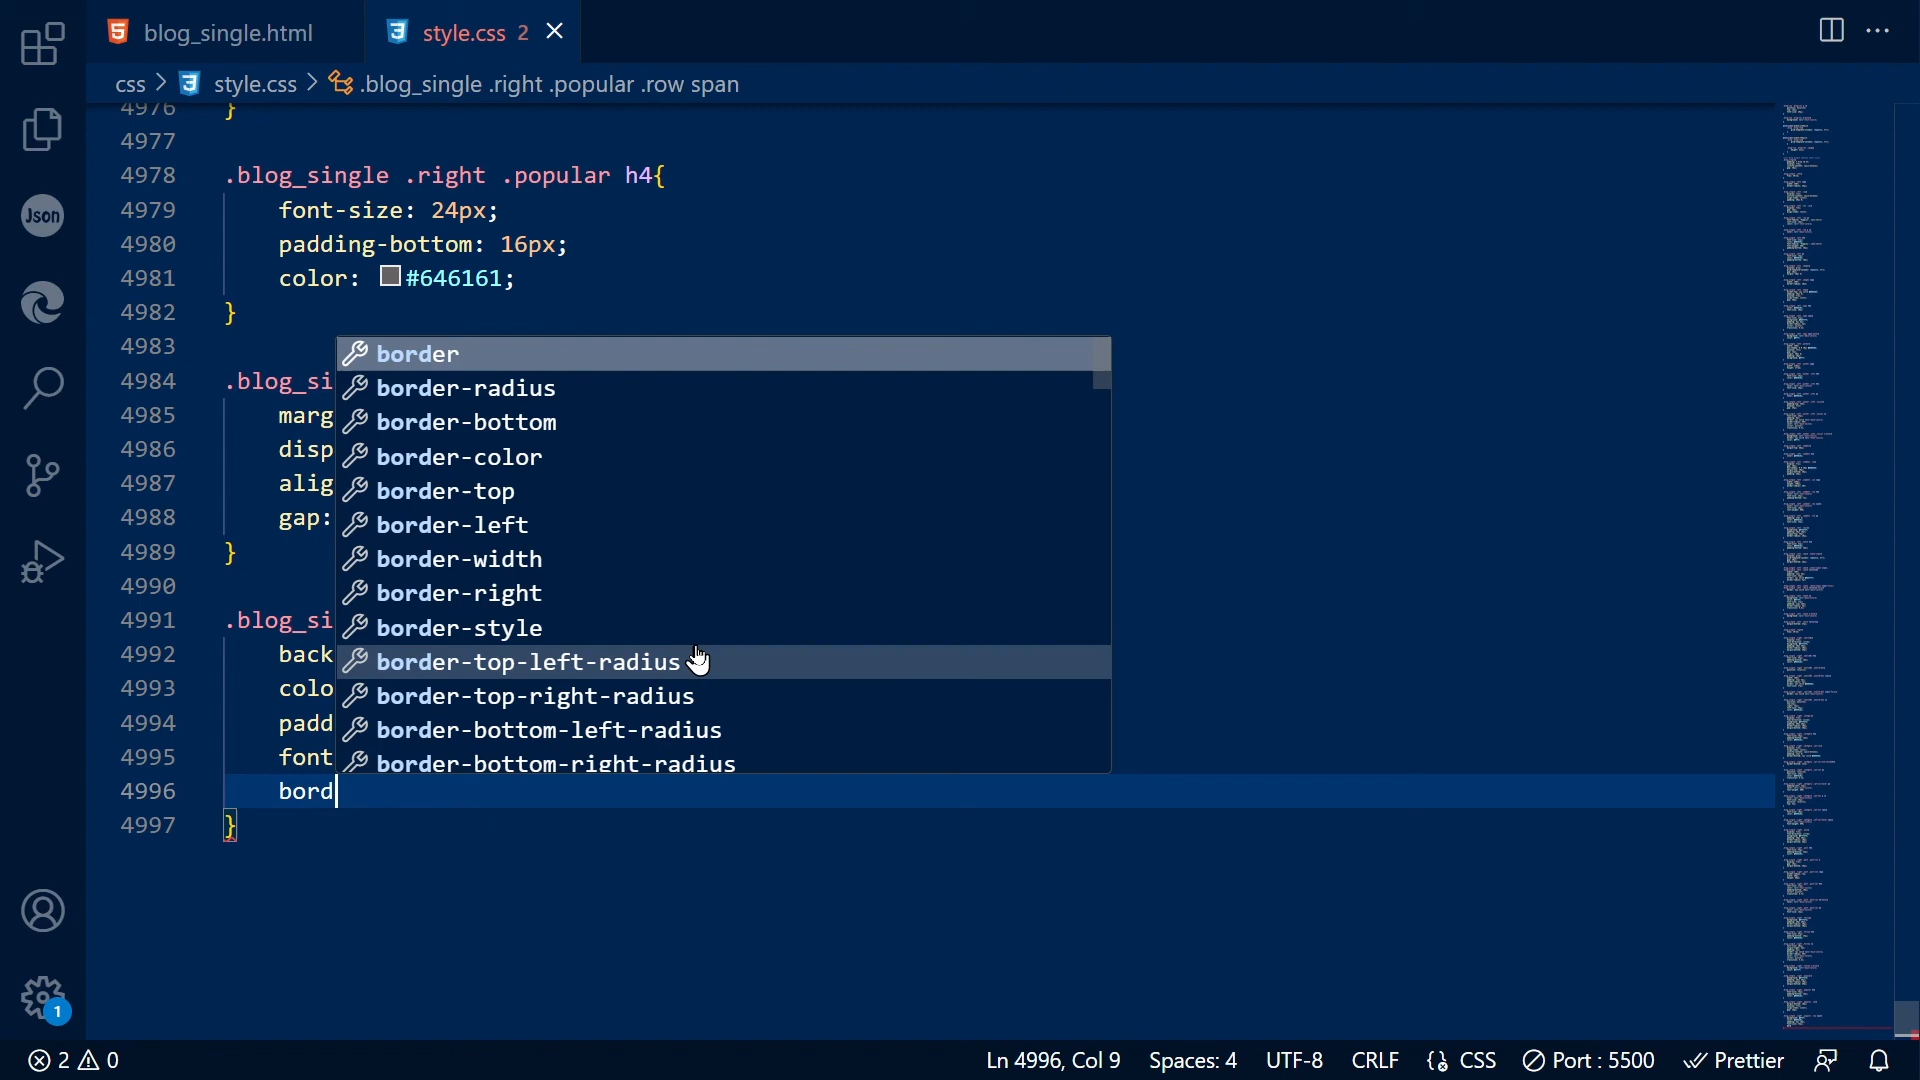 blog_single.html
style.css 2
css > style.css > .blog_single .right .popular .row span
4976 }
4977
4978 .blog_single .right .popular h4{
4979 font-size: 24px;
4980 padding-bottom: 16px;
4981 color: #646161;
4982 }
4983
4984 .blog_si
4985 marg
4986 disp
4987 alig
4988 gap:
4989 }
4990
4991 .blog_si
4992 back
4993 colo
4994 padd
4995 font
4996 bord
4997 }
border
border-radius
border-bottom
border-color
border-top
border-left
border-width
border-right
border-style
border-top-left-radius
border-top-right-radius
border-bottom-left-radius
border-bottom-right-radius
Json
1
2 0
Ln 4996, Col 9 Spaces: 4 UTF-8 CRLF {} CSS Port : 5500 Prettier